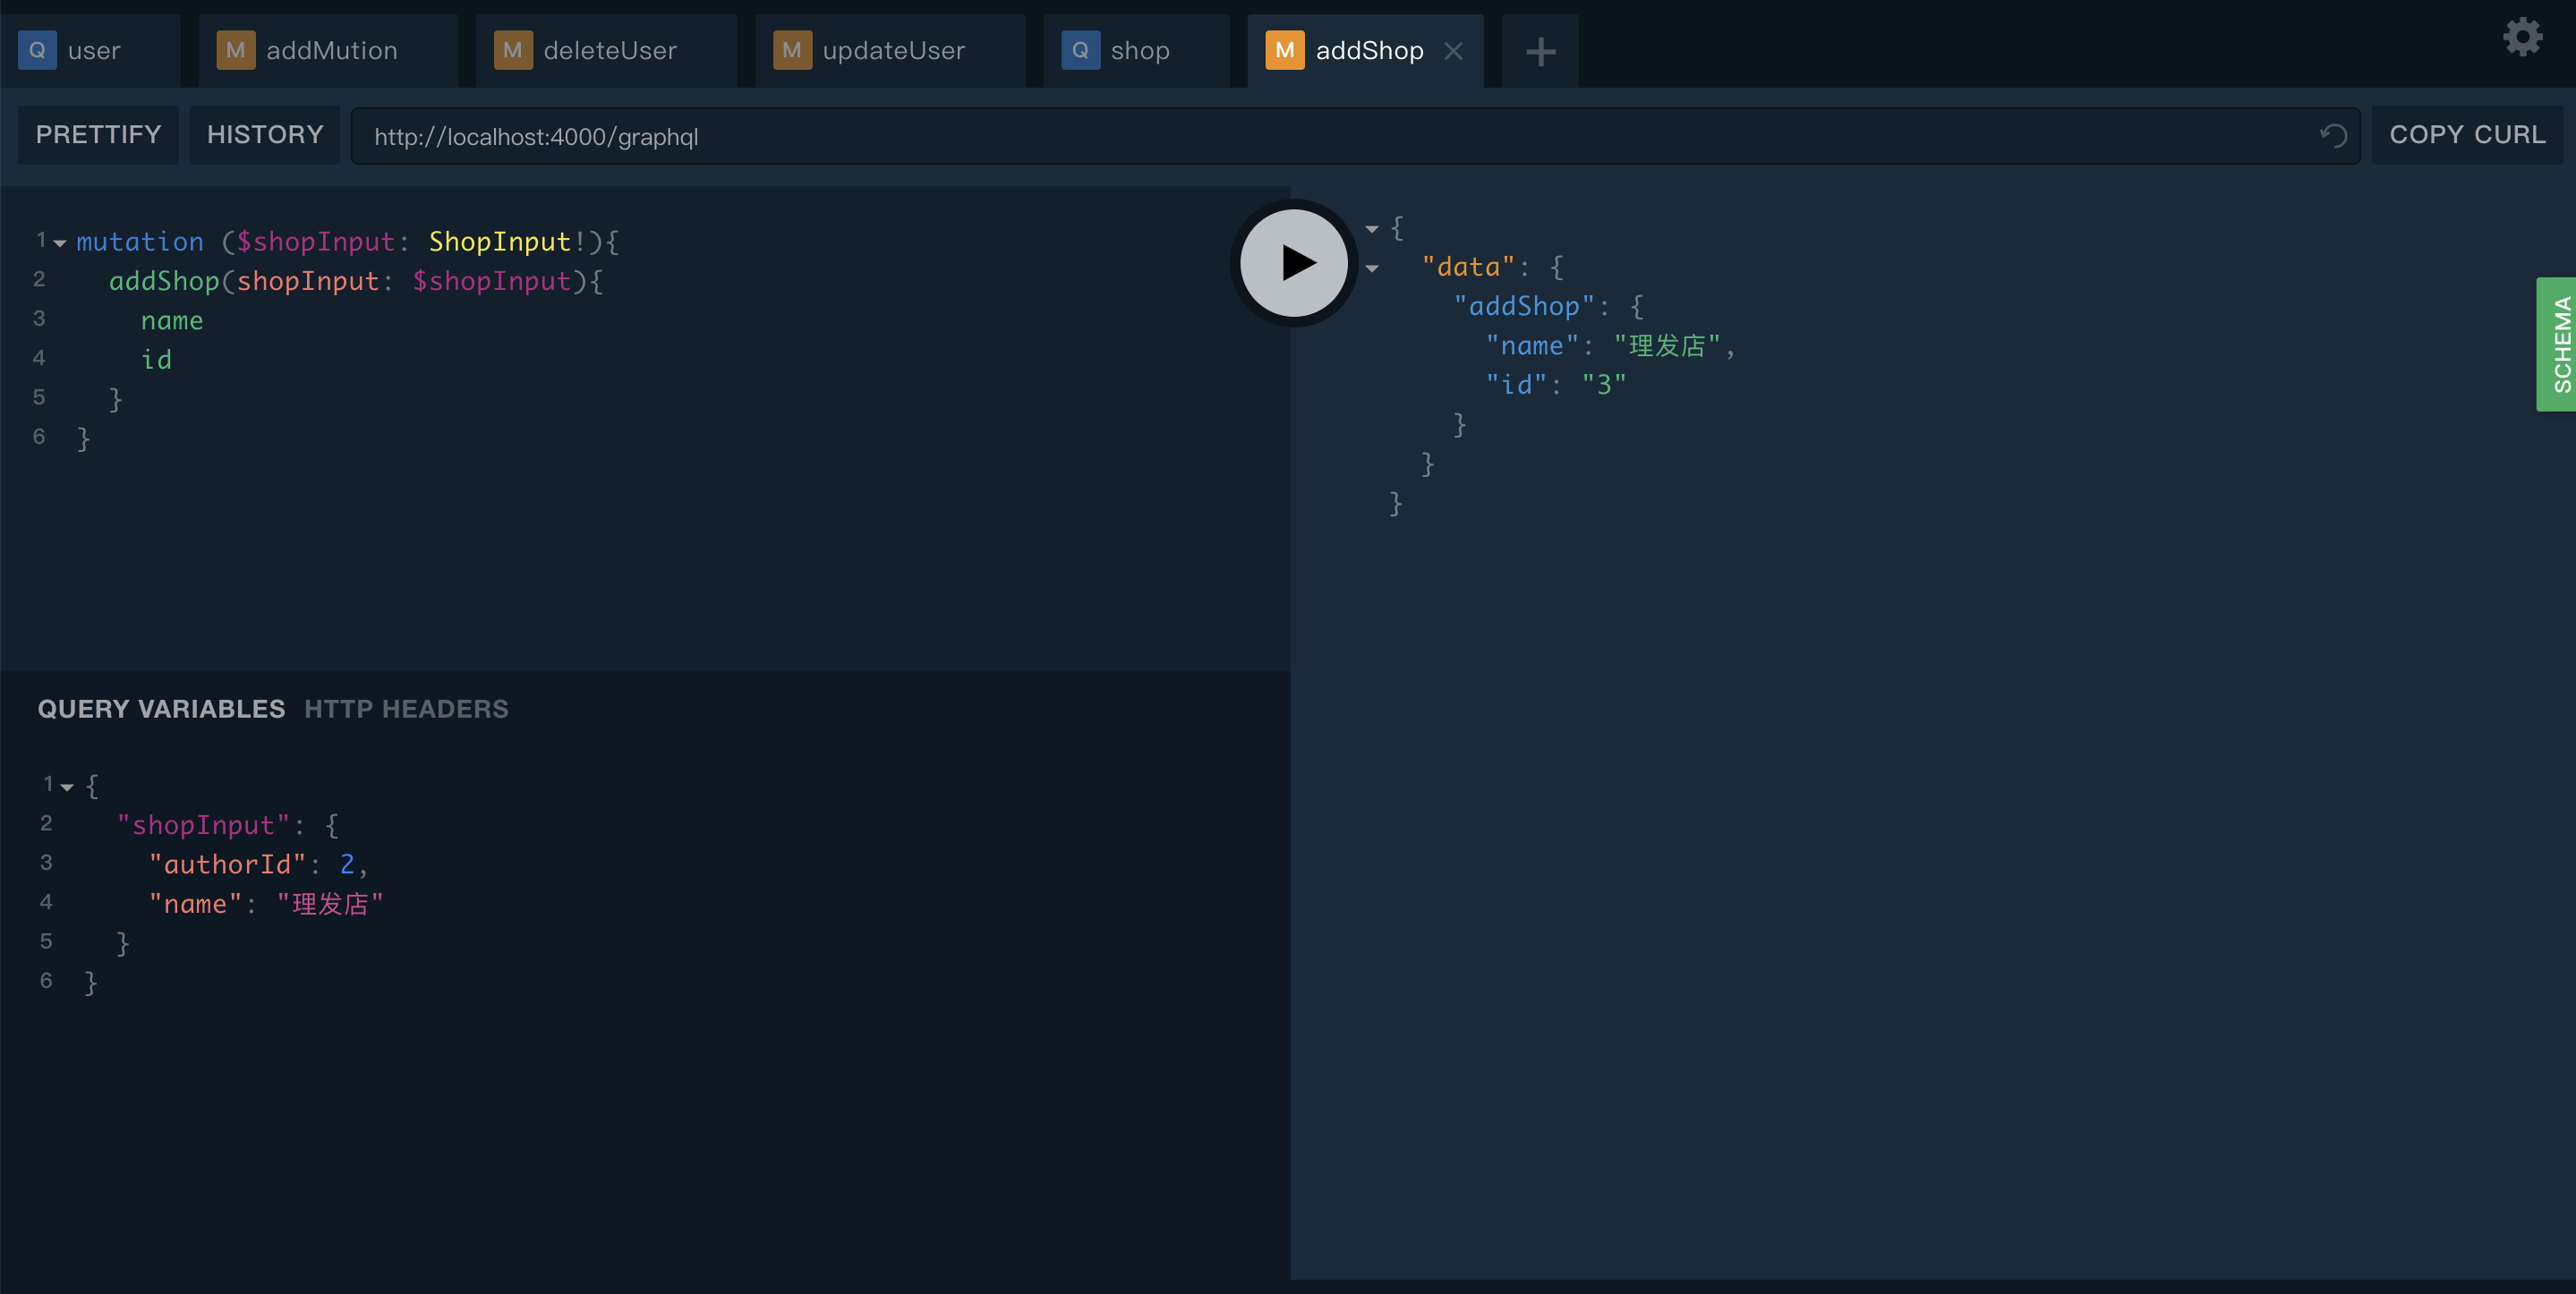 Q user M addMution M deleteUser M updateUser Q shop M addShop
PRETTIFY HISTORY http://localhost:4000/graphql COPY CURL
1 mutation ($shopInput: ShopInput!){
2 addShop(shopInput: $shopInput){
3 name
4 id
5 }
6 }
QUERY VARIABLES HTTP HEADERS
1 {
2 "shopInput": {
3 "authorId": 2,
4 "name": "理发店"
5 }
6 }
{
"data": {
"addShop": {
"name": "理发店",
"id": "3"
}
}
}
SCHEMA